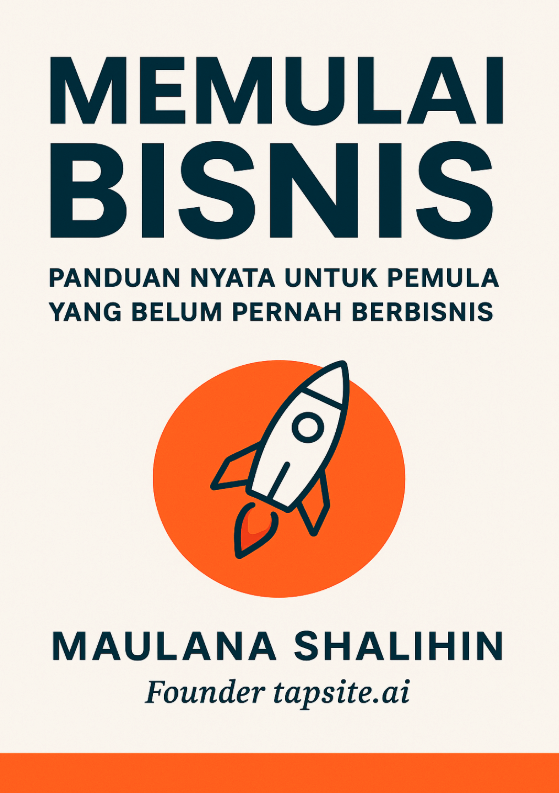 MEMULAI
BISNIS
PANDUAN NYATA UNTUK PEMULA
YANG BELUM PERNAH BERBISNIS
MAULANA SHALIHIN
Founder tapsite.ai